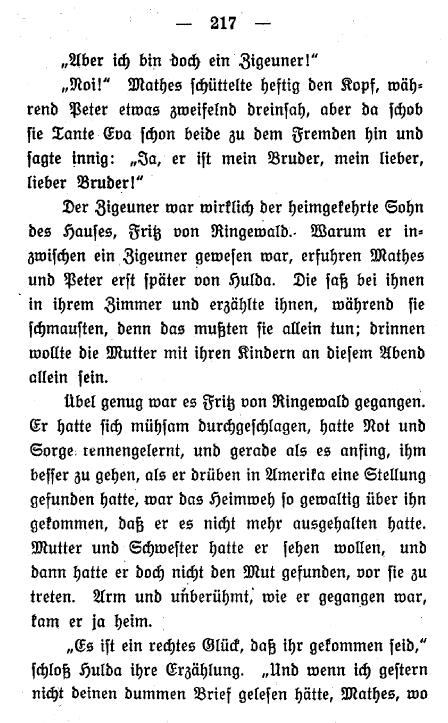 — 217 —
„Aber ich bin doch ein Zigeuner!“
„Noi!“ Mathes schüttelte heftig den Kopf, wäh-
rend Peter etwas zweifelnd dreinsah, aber da schob
sie Tante Eva schon beide zu dem Fremden hin und
sagte innig: „Ja, er ist mein Bruder, mein lieber,
lieber Bruder!“
Der Zigeuner war wirklich der heimgekehrte Sohn
des Hauses, Fritz von Ringewald. Warum er in-
zwischen ein Zigeuner gewesen war, erfuhren Mathes
und Peter erst später von Hulda. Die saß bei ihnen
in ihrem Zimmer und erzählte ihnen, während sie
schmausten, denn das mußten sie allein tun; drinnen
wollte die Mutter mit ihren Kindern an diesem Abend
allein sein.
Übel genug war es Fritz von Ringewald gegangen.
Er hatte sich mühsam durchgeschlagen, hatte Not und
Sorge kennengelernt, und gerade als es anfing, ihm
besser zu gehen, als er drüben in Amerika eine Stellung
gefunden hatte, war das Heimweh so gewaltig über ihn
gekommen, daß er es nicht mehr ausgehalten hatte.
Mutter und Schwester hatte er sehen wollen, und
dann hatte er doch nicht den Mut gefunden, vor sie zu
treten. Arm und unberühmt, wie er gegangen war,
kam er ja heim.
„Es ist ein rechtes Glück, daß ihr gekommen seid,“
schloß Hulda ihre Erzählung. „Und wenn ich gestern
nicht deinen dummen Brief gelesen hätte, Mathes, wo